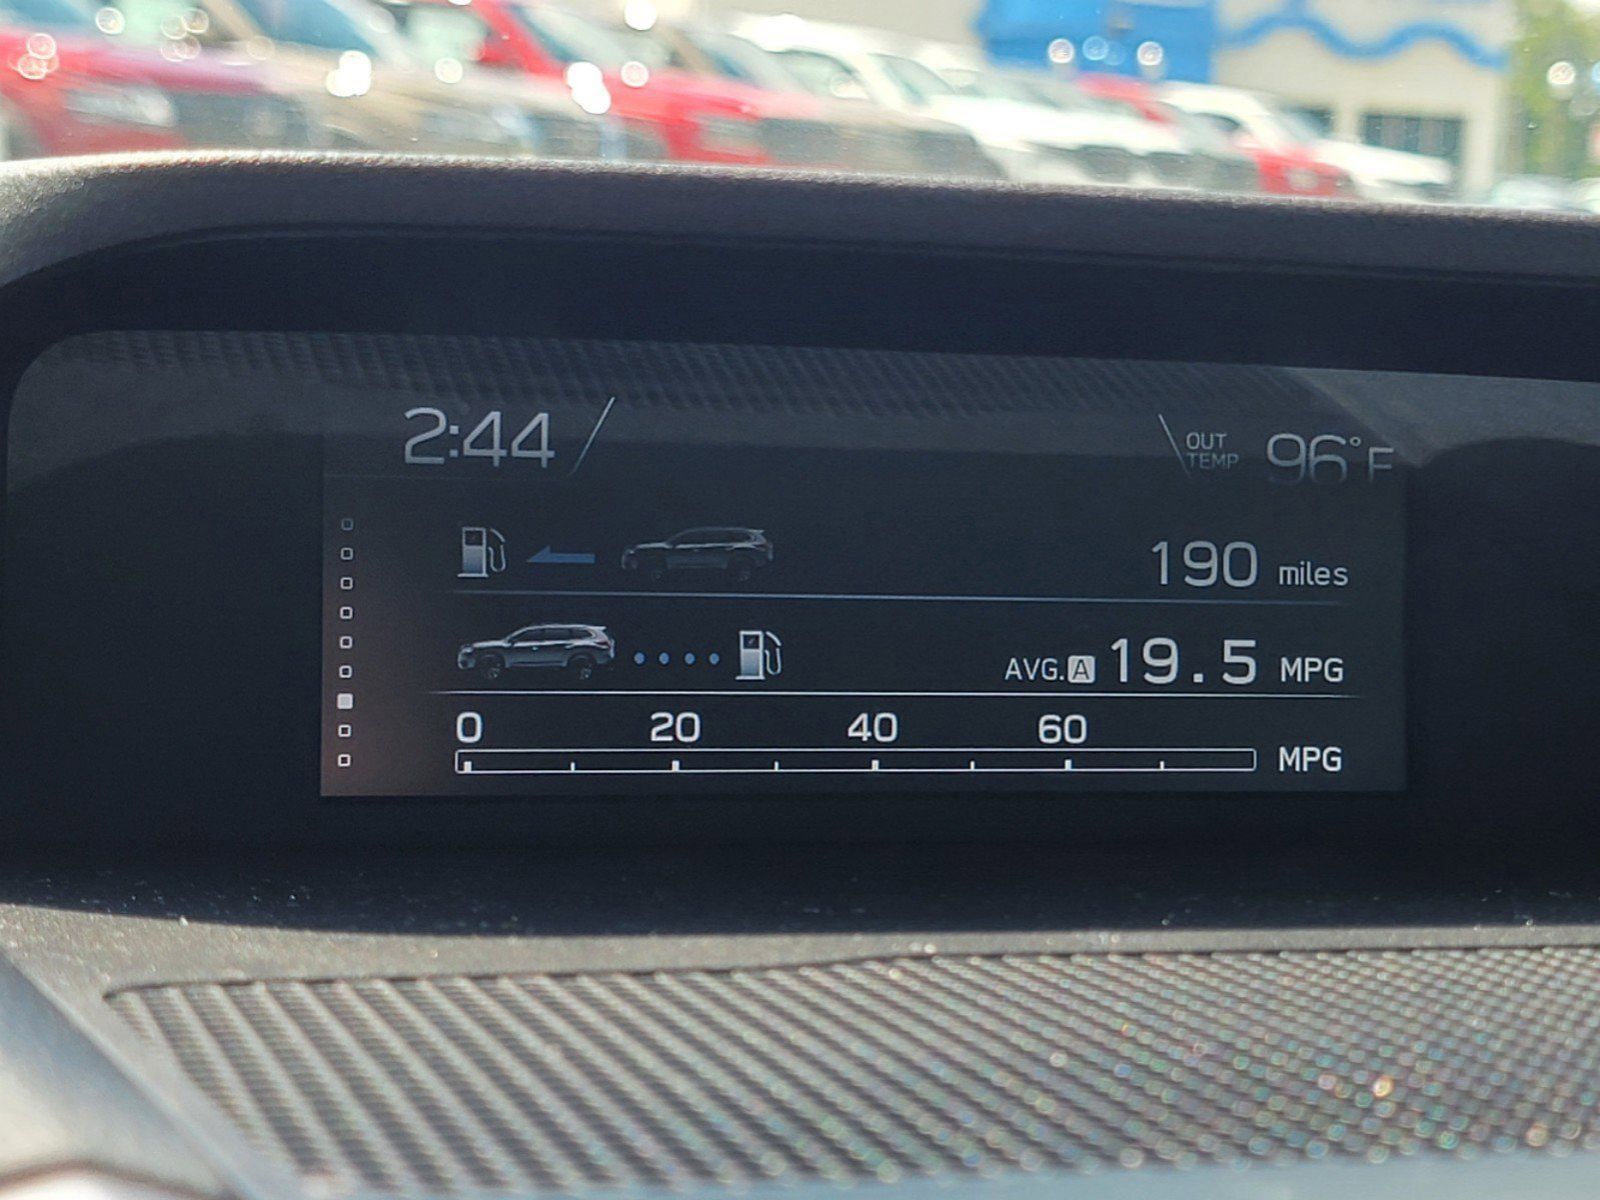 2:44
OUT TEMP 96°F
190 miles
AVG. A 19.5 MPG
0 20 40 60
MPG